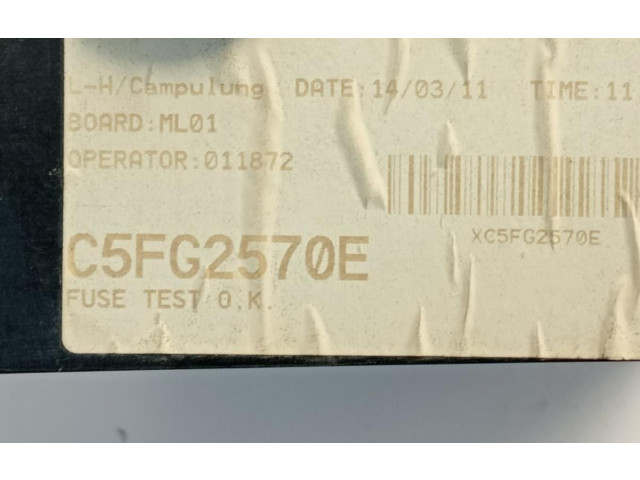 L-H/Campulung DATE:14/03/11 TIME:11
BOARD:ML01
OPERATOR:011872
XC5FG2570E
C5FG2570E
FUSE TEST O.K.